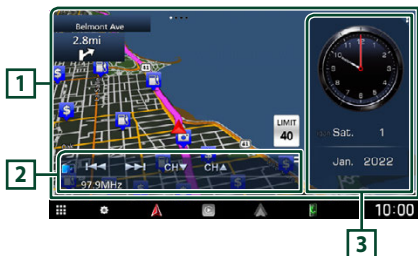 Belmont Ave
2.8mi
LIMIT
40
12
Sat. 1
Jan. 2022
CH▼ CH▲
97.9MHz
10:00
1
2
3